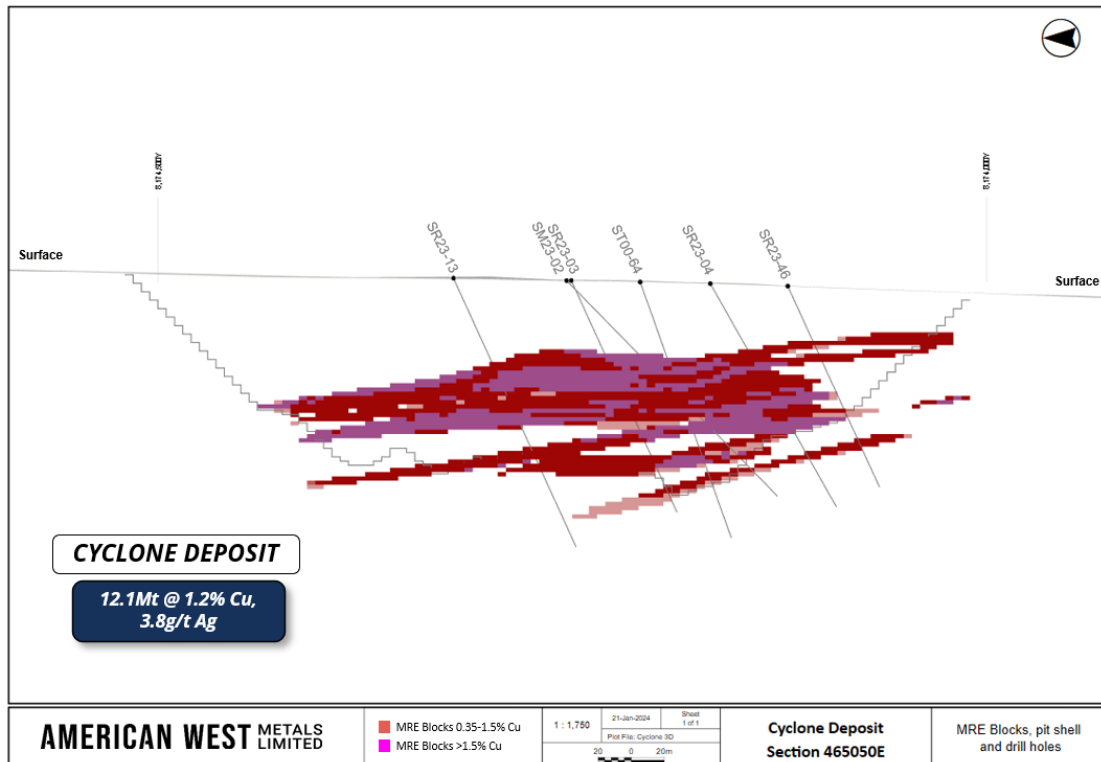 8,174,500Y
8,174,000Y
Surface
Surface
SR23-13
SM23-02
SR23-03
ST00-64
SR23-04
SR23-46
CYCLONE DEPOSIT
12.1Mt @ 1.2% Cu,
3.8g/t Ag
AMERICAN WEST METALS LIMITED
MRE Blocks 0.35-1.5% Cu
MRE Blocks >1.5% Cu
1 : 1,750
21-Jan-2024
Sheet
1 of 1
Plot File: Cyclone 3D
20 0 20m
Cyclone Deposit
Section 465050E
MRE Blocks, pit shell
and drill holes